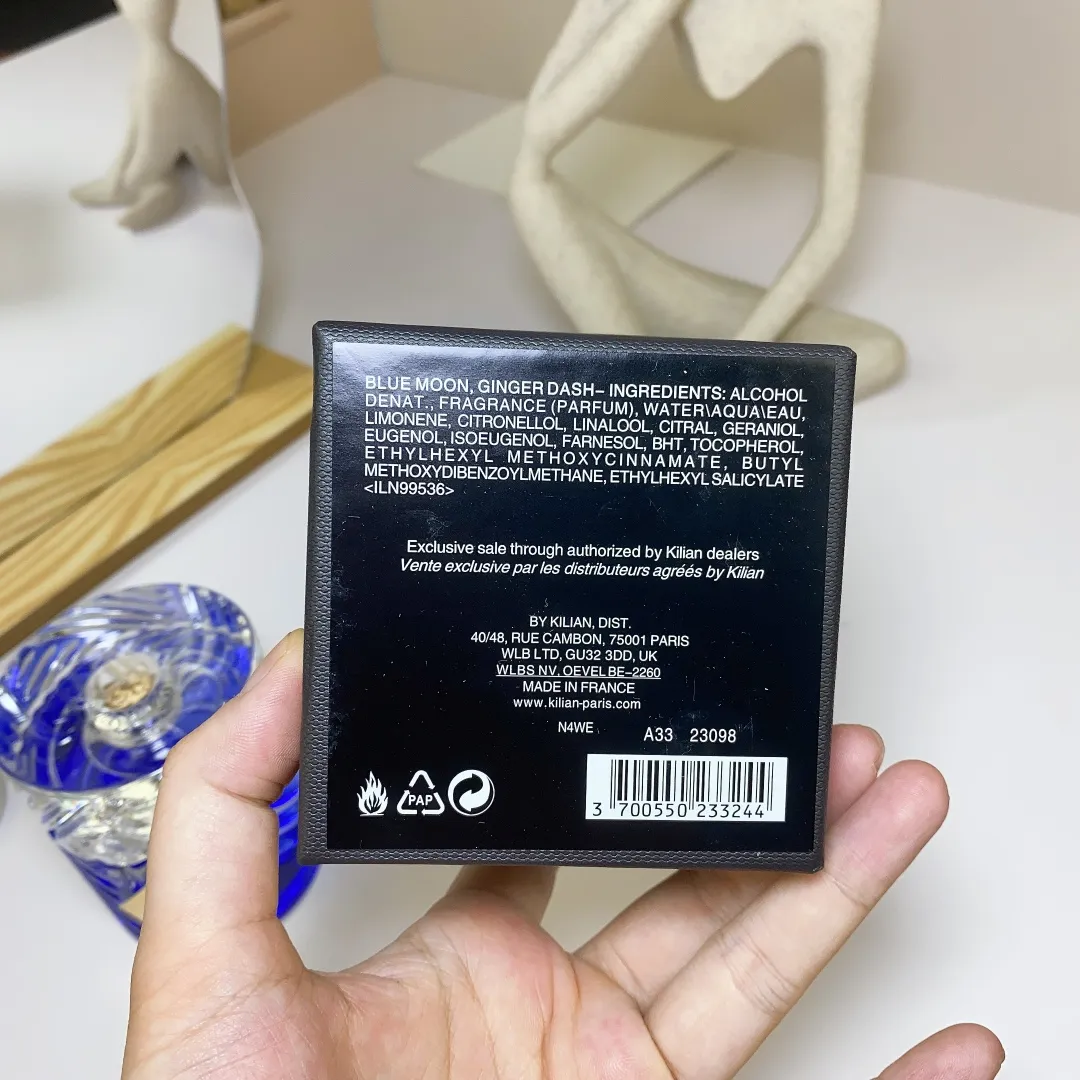 BLUE MOON, GINGER DASH– INGREDIENTS: ALCOHOL
DENAT., FRAGRANCE (PARFUM), WATER\AQUA\EAU,
LIMONENE, CITRONELLOL, LINALOOL, CITRAL, GERANIOL,
EUGENOL, ISOEUGENOL, FARNESOL, BHT, TOCOPHEROL,
ETHYLHEXYL METHOXYCINNAMATE, BUTYL
METHOXYDIBENZOYLMETHANE, ETHYLHEXYL SALICYLATE
<ILN99536>
Exclusive sale through authorized by Kilian dealers
Vente exclusive par les distributeurs agréés by Kilian
BY KILIAN, DIST.
40/48, RUE CAMBON, 75001 PARIS
WLB LTD, GU32 3DD, UK
WLBS NV, OEVEL BE–2260
MADE IN FRANCE
www.kilian-paris.com
N4WE
A33 23098
PAP
3 700550 233244